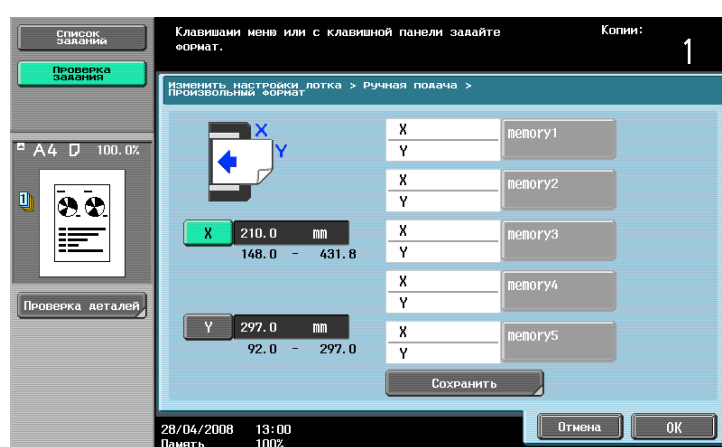 Список
заданий
Клавишами меню или с клавишной панели задайте
формат.
Копии:
1
Проверка
задания
Изменить настройки лотка > Ручная подача >
Произвольный формат
A4 100.0%
1
X
Y
X
Y
memory1
X
Y
memory2
X 210.0 mm
148.0 - 431.8
X
Y
memory3
X
Y
memory4
Проверка деталей
Y 297.0 mm
92.0 - 297.0
X
Y
memory5
Сохранить
28/04/2008 13:00
Память 100%
Отмена
OK